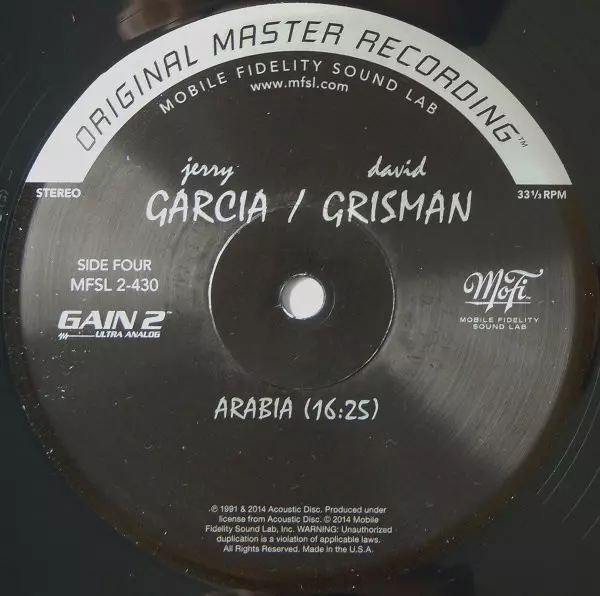 ORIGINAL MASTER RECORDING™
MOBILE FIDELITY SOUND LAB
www.mfsl.com
STEREO
33⅓ RPM
jerry david
GARCIA / GRISMAN
SIDE FOUR
MFSL 2-430
GAIN 2™
ULTRA ANALOG
MoFi
MOBILE FIDELITY
SOUND LAB
ARABIA (16:25)
℗ 1991 & 2014 Acoustic Disc. Produced under
license from Acoustic Disc. © 2014 Mobile
Fidelity Sound Lab, Inc. WARNING: Unauthorized
duplication is a violation of applicable laws.
All Rights Reserved. Made in the U.S.A.